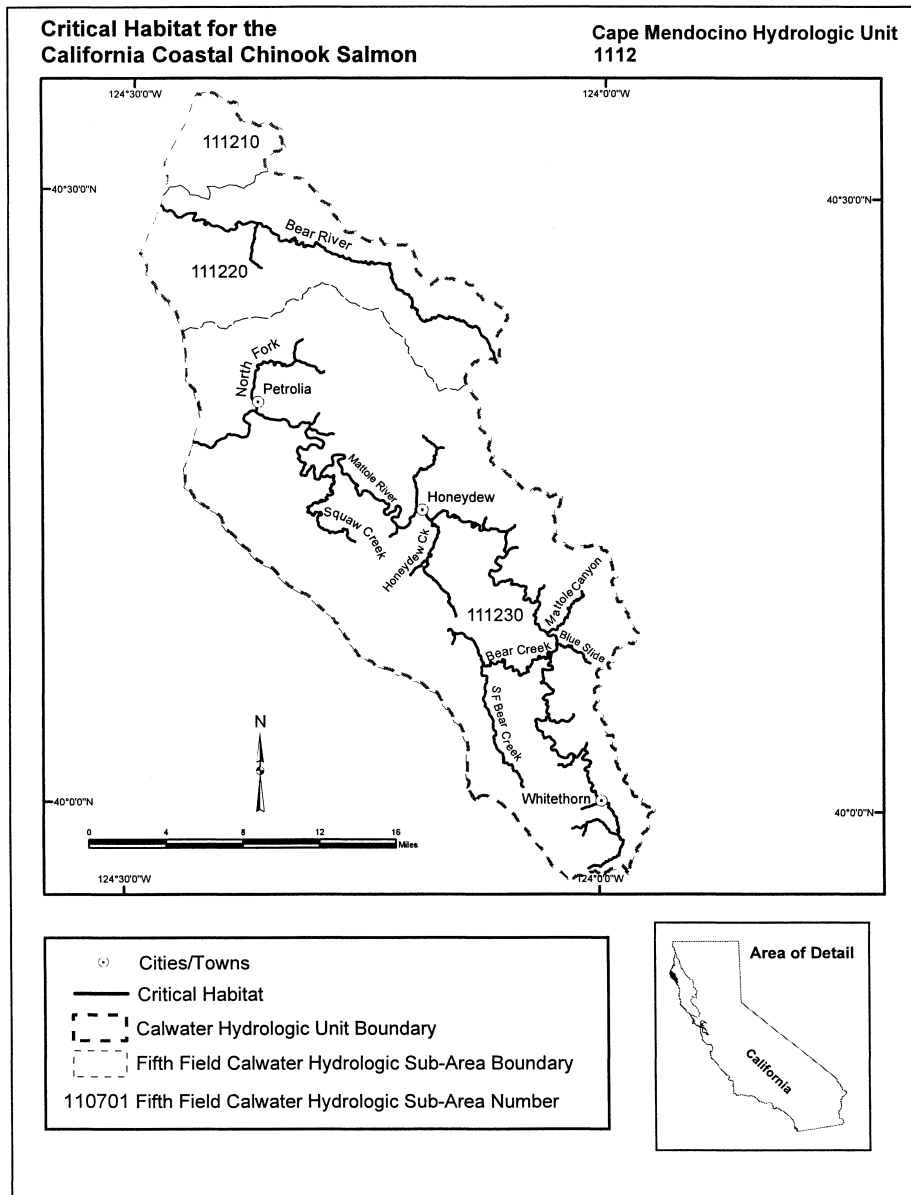 Critical Habitat for the
California Coastal Chinook Salmon
Cape Mendocino Hydrologic Unit
1112
124°30'0"W
124°0'0"W
111210
40°30'0"N
40°30'0"N
Bear River
111220
North Fork
Petrolia
Mattole River
Honeydew
Squaw Creek
Honeydew Ck
Mattole Canyon
111230
Blue Slide
Bear Creek
S F Bear Creek
N
Whitethorn
40°0'0"N
40°0'0"N
0 4 8 12 16
Miles
124°30'0"W
124°0'0"W
Cities/Towns
Critical Habitat
Calwater Hydrologic Unit Boundary
Fifth Field Calwater Hydrologic Sub-Area Boundary
110701 Fifth Field Calwater Hydrologic Sub-Area Number
Area of Detail
California